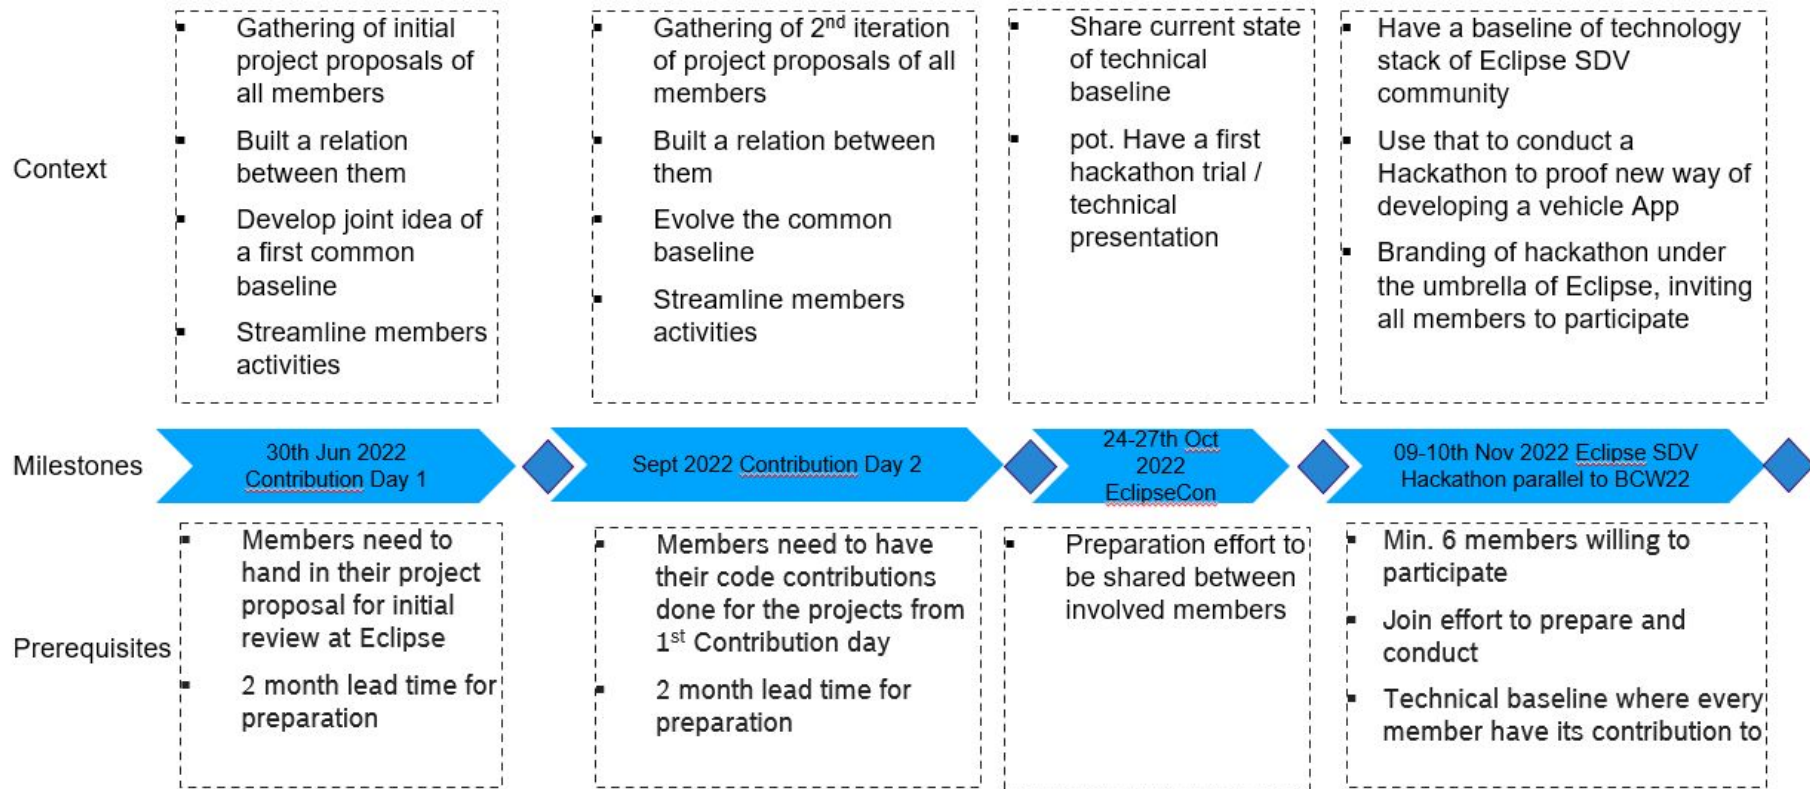 Context
Gathering of initial
project proposals of
all members
Built a relation
between them
Develop joint idea of
a first common
baseline
Streamline members
activities
Gathering of 2nd iteration
of project proposals of all
members
Built a relation between
them
Evolve the common
baseline
Streamline members
activities
Share current state
of technical
baseline
pot. Have a first
hackathon trial /
technical
presentation
Have a baseline of technology
stack of Eclipse SDV
community
Use that to conduct a
Hackathon to proof new way of
developing a vehicle App
Branding of hackathon under
the umbrella of Eclipse, inviting
all members to participate
Milestones
30th Jun 2022
Contribution Day 1
Sept 2022 Contribution Day 2
24-27th Oct
2022
EclipseCon
09-10th Nov 2022 Eclipse SDV
Hackathon parallel to BCW22
Prerequisites
Members need to
hand in their project
proposal for initial
review at Eclipse
2 month lead time for
preparation
Members need to have
their code contributions
done for the projects from
1st Contribution day
2 month lead time for
preparation
Preparation effort to
be shared between
involved members
Min. 6 members willing to
participate
Join effort to prepare and
conduct
Technical baseline where every
member have its contribution to